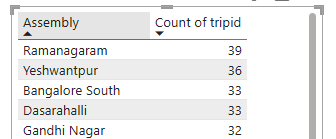 Assembly Count of tripid
Ramanagaram 39
Yeshwantpur 36
Bangalore South 33
Dasarahalli 33
Gandhi Nagar 32